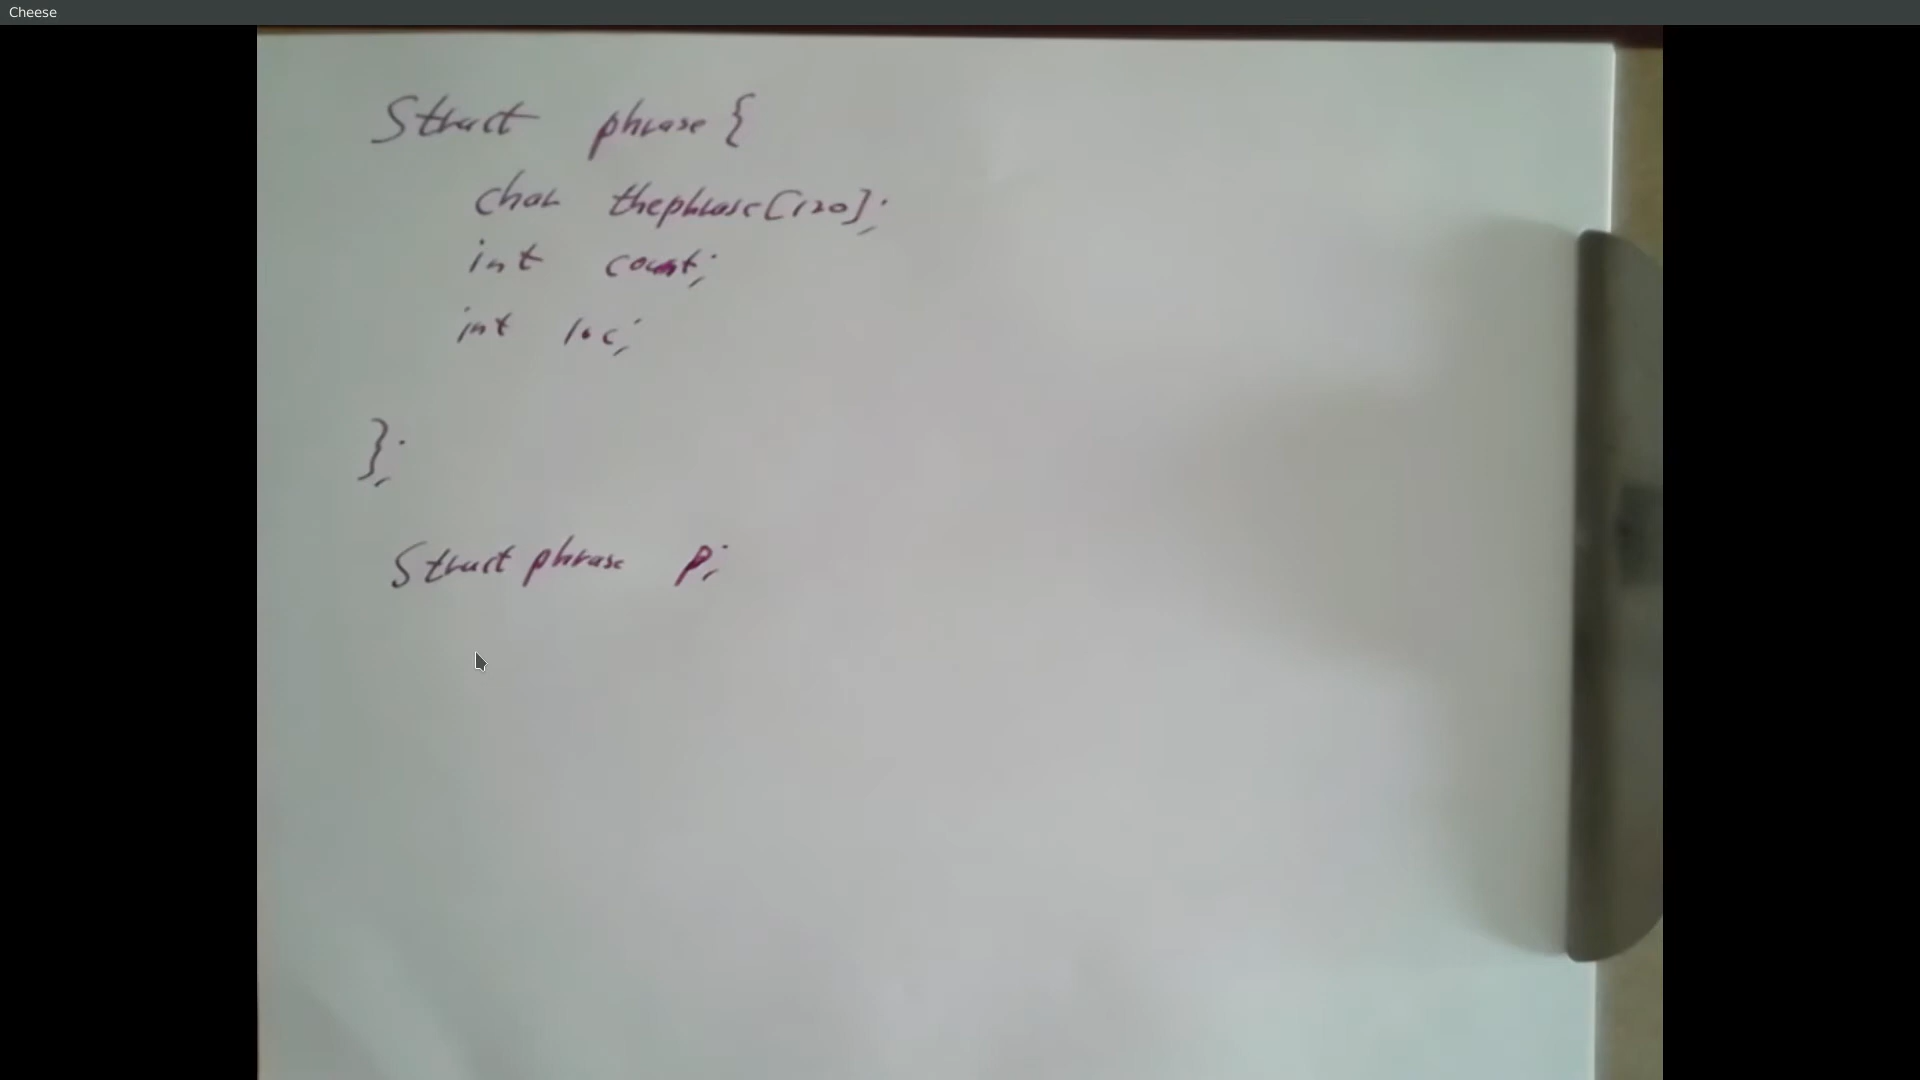 Cheese
Struct phrase {
char thephrase[120];
int count;
int loc;
};
Struct phrase p;